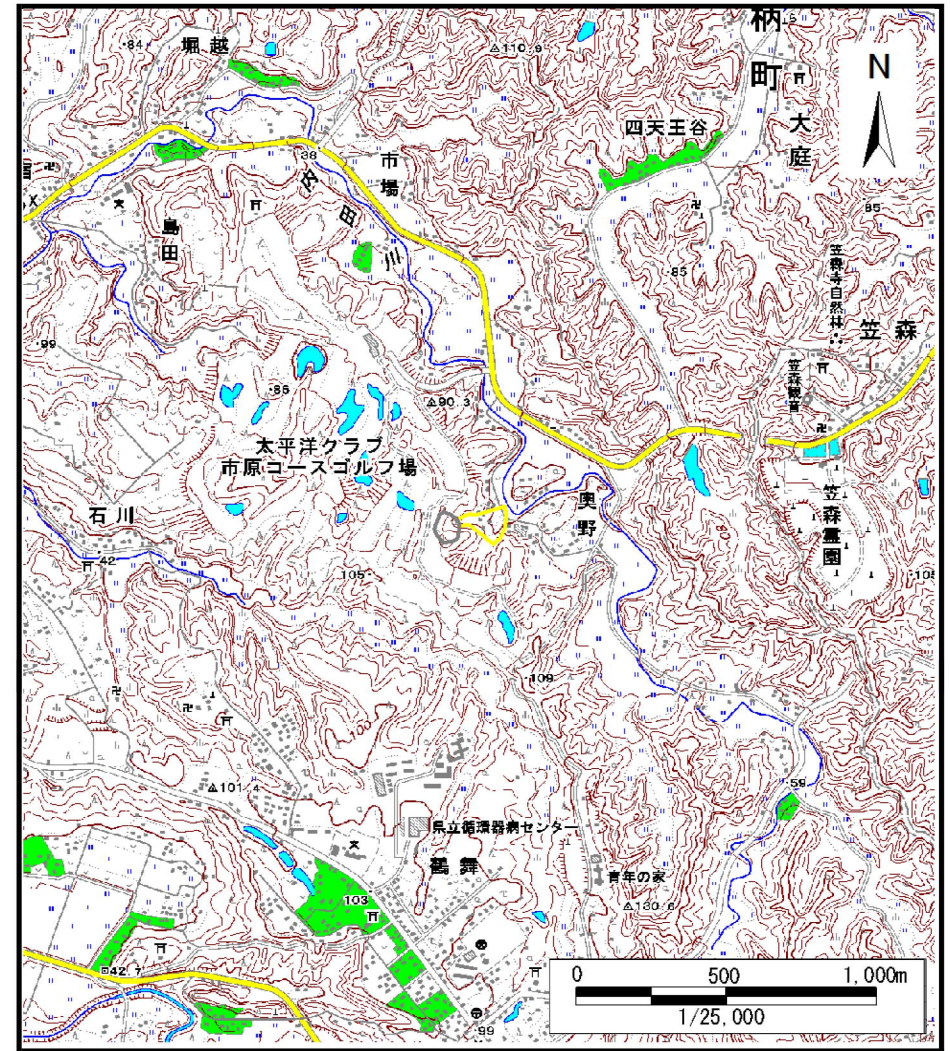 柄町
堀越
・84
△110.9
N
四天王谷
大庭
38
市場
内田川
島田
85
・85
笠森寺自然林
笠森
・99
・85
△90.3
笠森観音
太平洋クラブ
市原コースゴルフ場
石川
奥野
笠森霊園
・42
105・
・105
・109
△101.4
・59
県立循環器病センター
鶴舞
青年の家
103
△130.6
42.7
99
0 500 1,000m
1/25,000